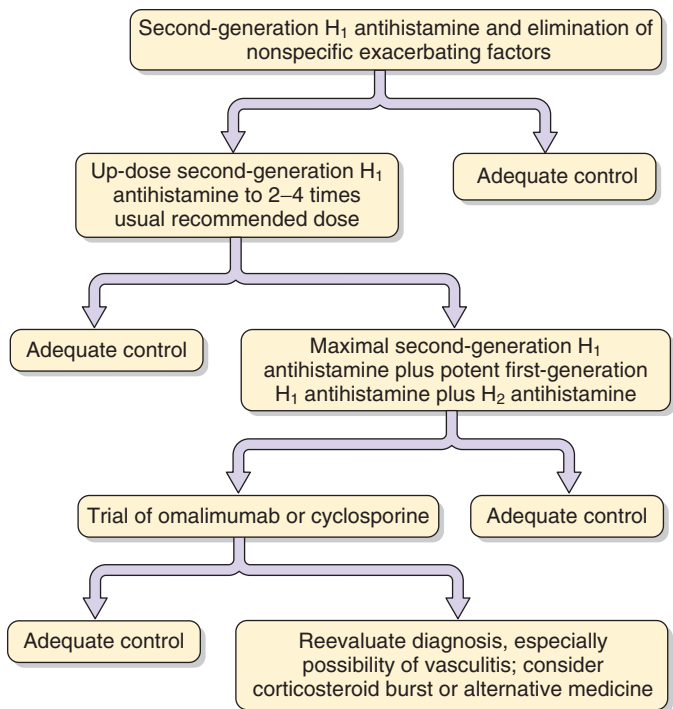 Second-generation H₁ antihistamine and elimination of
nonspecific exacerbating factors
Up-dose second-generation H₁
antihistamine to 2–4 times
usual recommended dose
Adequate control
Adequate control
Maximal second-generation H₁
antihistamine plus potent first-generation
H₁ antihistamine plus H₂ antihistamine
Trial of omalimumab or cyclosporine
Adequate control
Adequate control
Reevaluate diagnosis, especially
possibility of vasculitis; consider
corticosteroid burst or alternative medicine